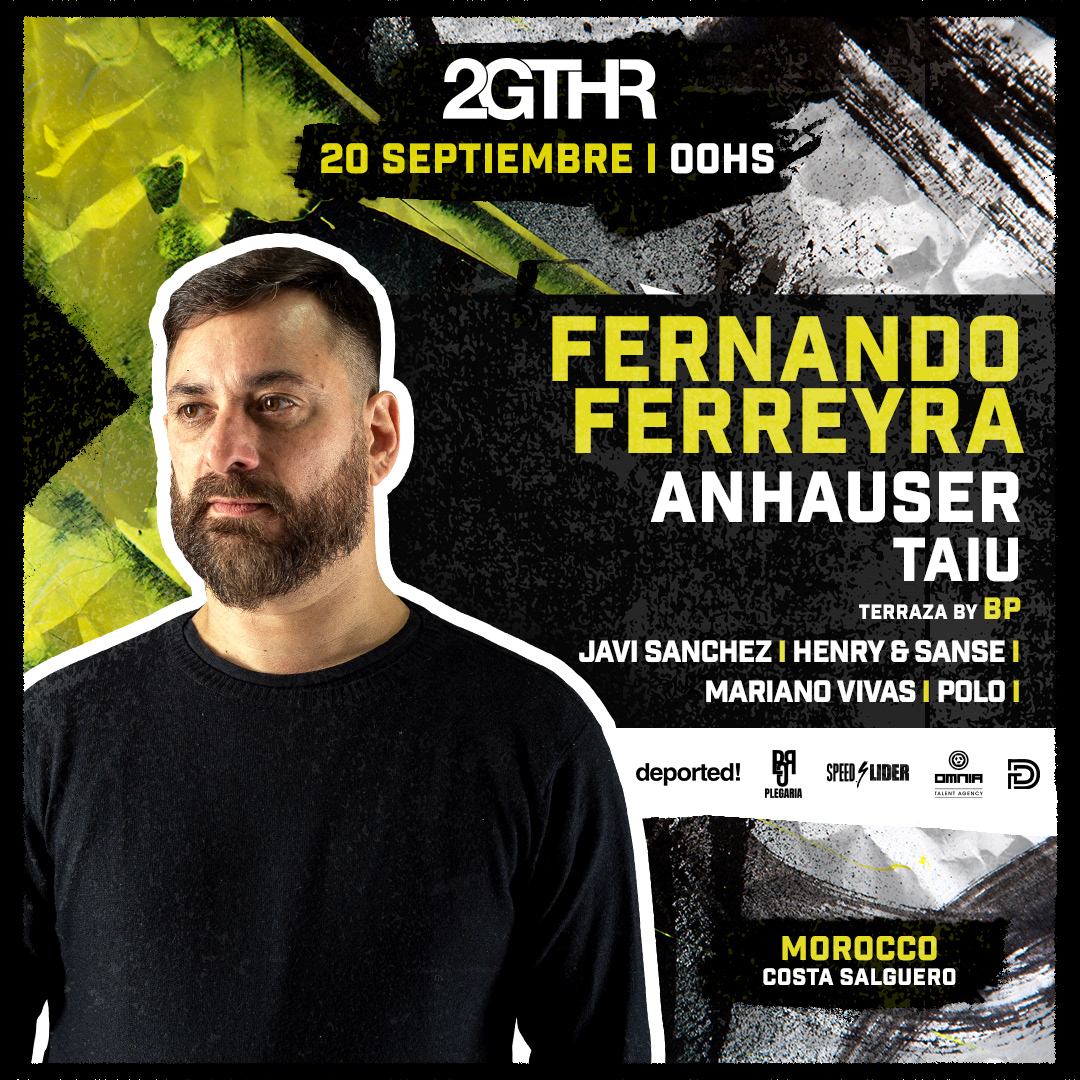 2GTHR
20 SEPTIEMBRE | 00HS
FERNANDO
FERREYRA
ANHAUSER
TAIU
TERRAZA BY BP
JAVI SANCHEZ | HENRY & SANSE |
MARIANO VIVAS | POLO |
deported!
PLEGARIA
SPEED SLIDER
OMNIA
TALENT AGENCY
MOROCCO
COSTA SALGUERO